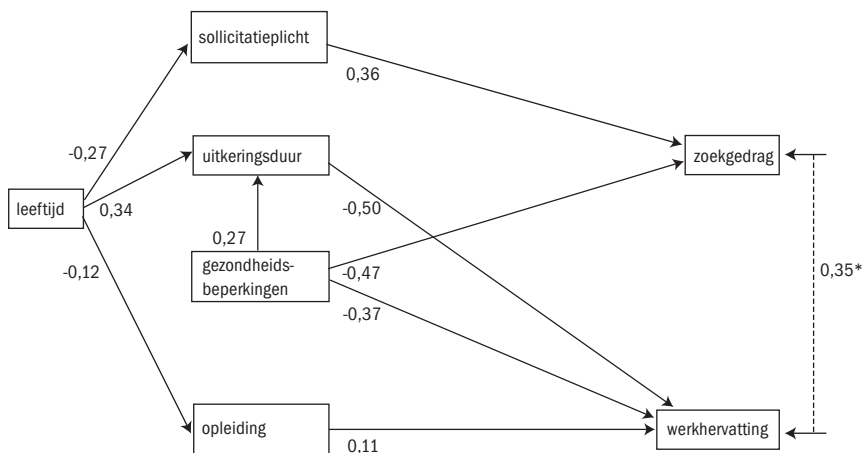 sollicitatieplicht
0,36
-0,27
uitkeringsduur
zoekgedrag
leeftijd
0,34
-0,50
0,27
-0,12
gezondheids-
beperkingen
-0,47
0,35*
-0,37
opleiding
werkhervatting
0,11